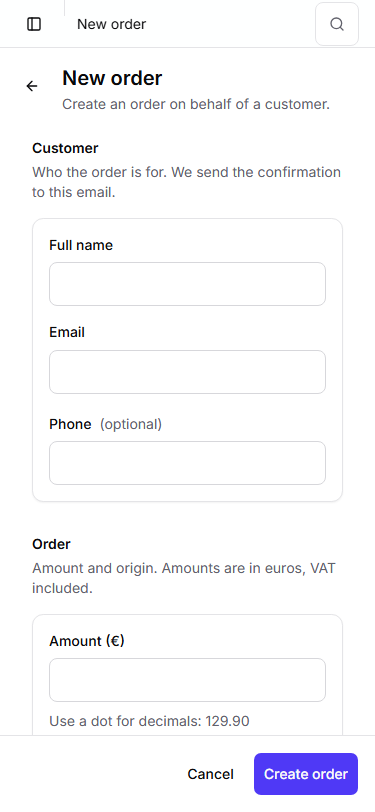 New order
New order
Create an order on behalf of a customer.
Customer
Who the order is for. We send the confirmation
to this email.
Full name
Email
Phone (optional)
Order
Amount and origin. Amounts are in euros, VAT
included.
Amount (€)
Use a dot for decimals: 129.90
Cancel
Create order